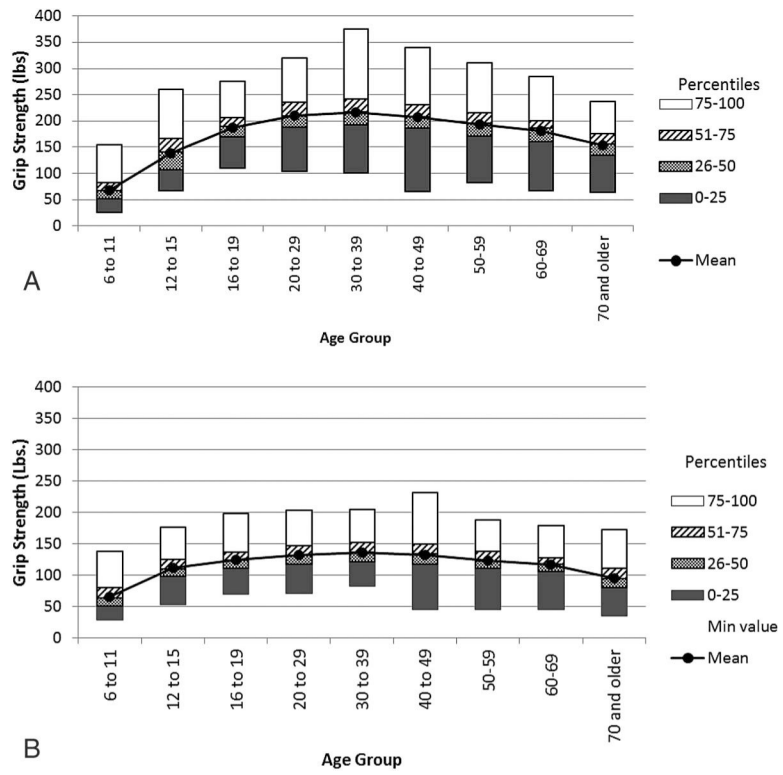 Grip Strength (lbs)
400
350
300
250
200
150
100
50
0
6 to 11
12 to 15
16 to 19
20 to 29
30 to 39
40 to 49
50-59
60-69
70 and older
Age Group
Percentiles
75-100
51-75
26-50
0-25
Mean
A
Grip Strength (Lbs.)
400
350
300
250
200
150
100
50
0
6 to 11
12 to 15
16 to 19
20 to 29
30 to 39
40 to 49
50-59
60-69
70 and older
Age Group
Percentiles
75-100
51-75
26-50
0-25
Min value
Mean
B